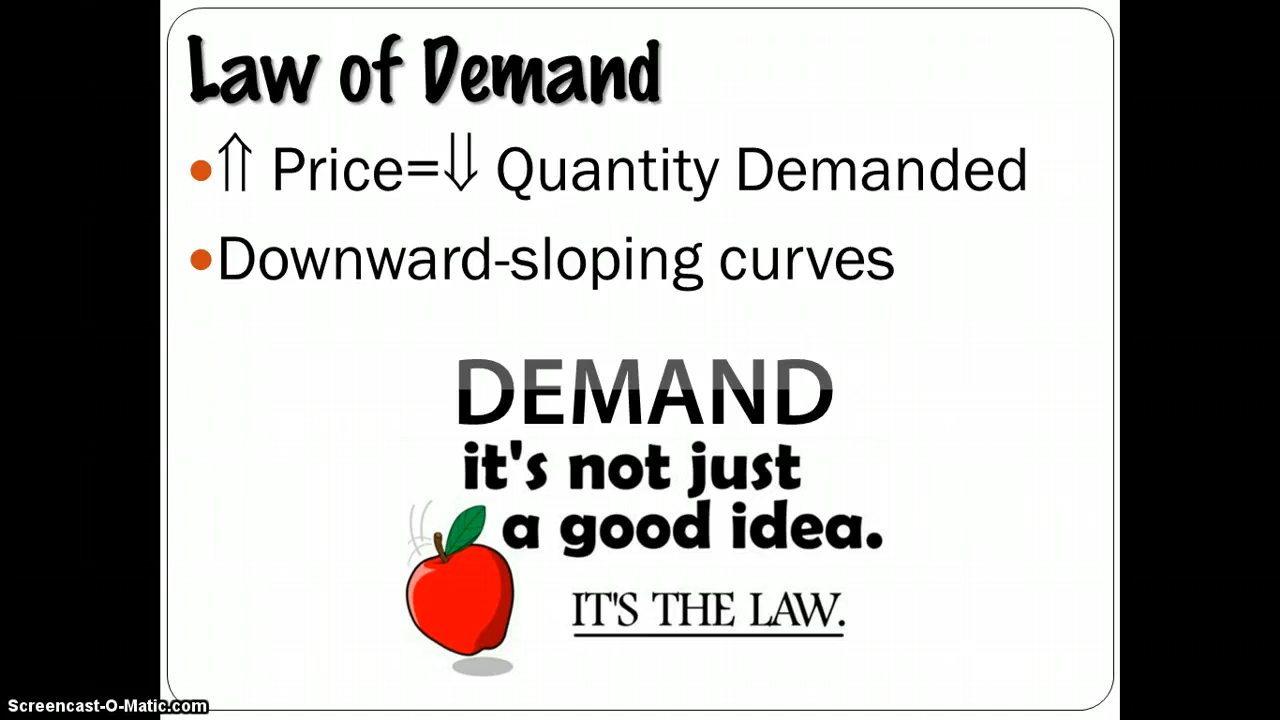 Law of Demand
•⇑ Price=⇓ Quantity Demanded
•Downward-sloping curves
DEMAND
it's not just
a good idea.
IT'S THE LAW.
Screencast-O-Matic.com